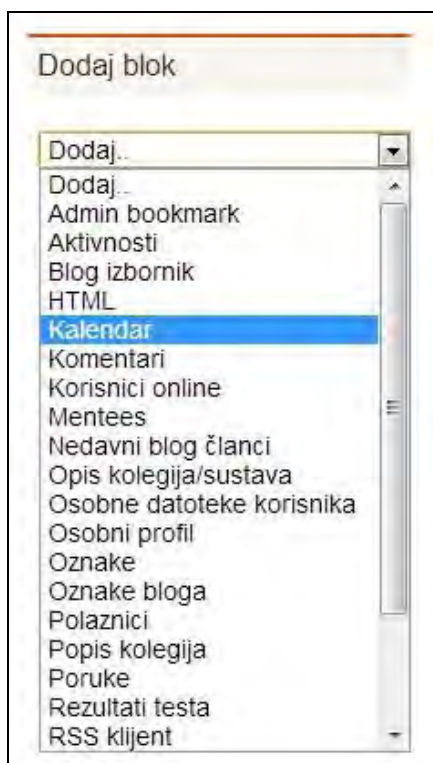 Dodaj blok
Dodaj..
Dodaj..
Admin bookmark
Aktivnosti
Blog izbornik
HTML
Kalendar
Komentari
Korisnici online
Mentees
Nedavni blog članci
Opis kolegija/sustava
Osobne datoteke korisnika
Osobni profil
Oznake
Oznake bloga
Polaznici
Popis kolegija
Poruke
Rezultati testa
RSS klijent